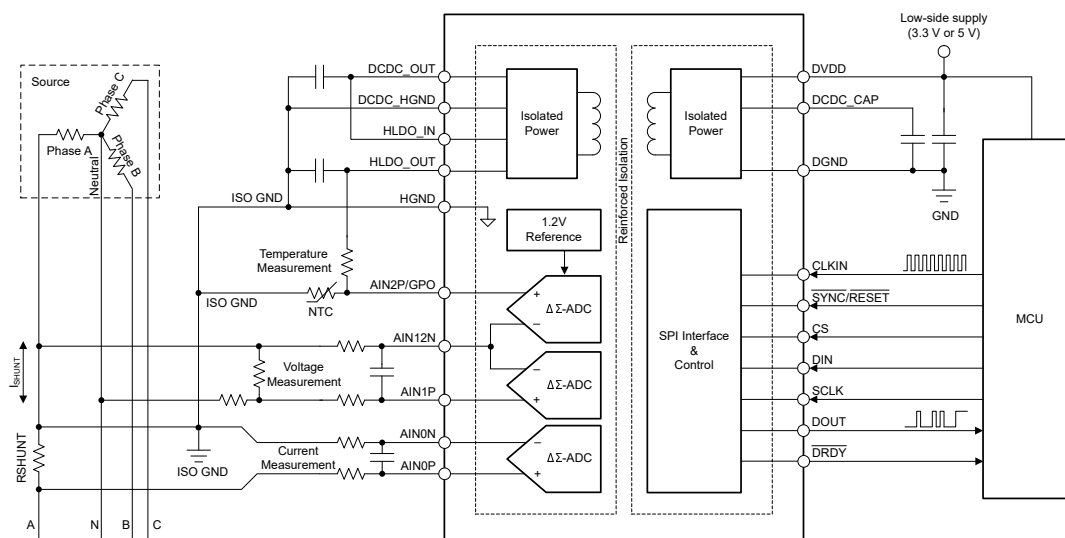 Low-side supply
(3.3 V or 5 V)
Source
Phase C
Phase A
Phase B
Neutral
DCDC_OUT
DCDC_HGND
HLDO_IN
HLDO_OUT
HGND
ISO GND
Isolated
Power
Isolated
Power
Reinforced Isolation
DVDD
DCDC_CAP
DGND
GND
1.2V
Reference
Temperature
Measurement
ISO GND
NTC
AIN2P/GPO
+
−
ΔΣ-ADC
AIN12N
Voltage
Measurement
AIN1P
−
+
ΔΣ-ADC
ISHUNT
RSHUNT
ISO GND
AIN0N
Current
Measurement
AIN0P
−
+
ΔΣ-ADC
SPI Interface
&
Control
CLKIN
SYNC/RESET
CS
DIN
SCLK
DOUT
DRDY
MCU
A
N
B
C